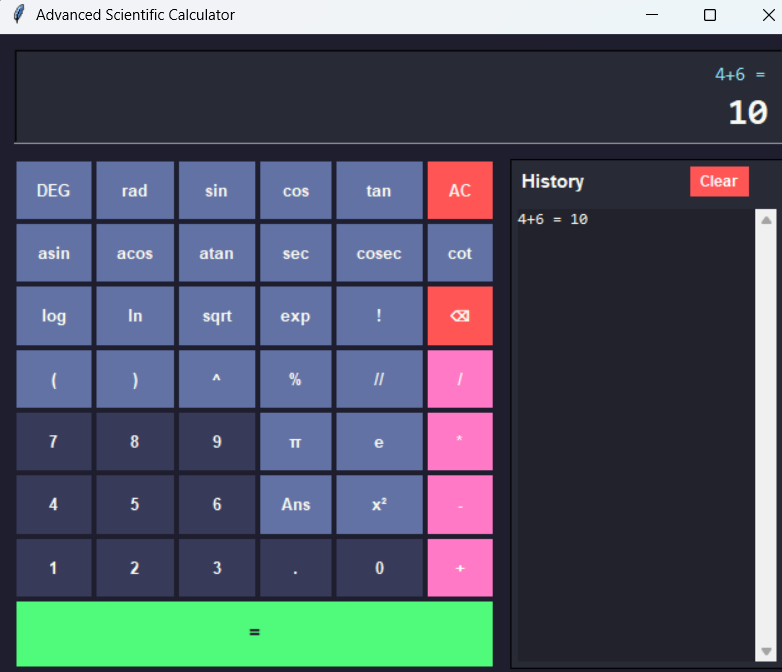 Advanced Scientific Calculator
4+6 =
10
DEG rad sin cos tan AC
asin acos atan sec cosec cot
log ln sqrt exp ! ⌫
( ) ^ % // /
7 8 9 π e *
4 5 6 Ans x² -
1 2 3 . 0 +
=
History Clear
4+6 = 10